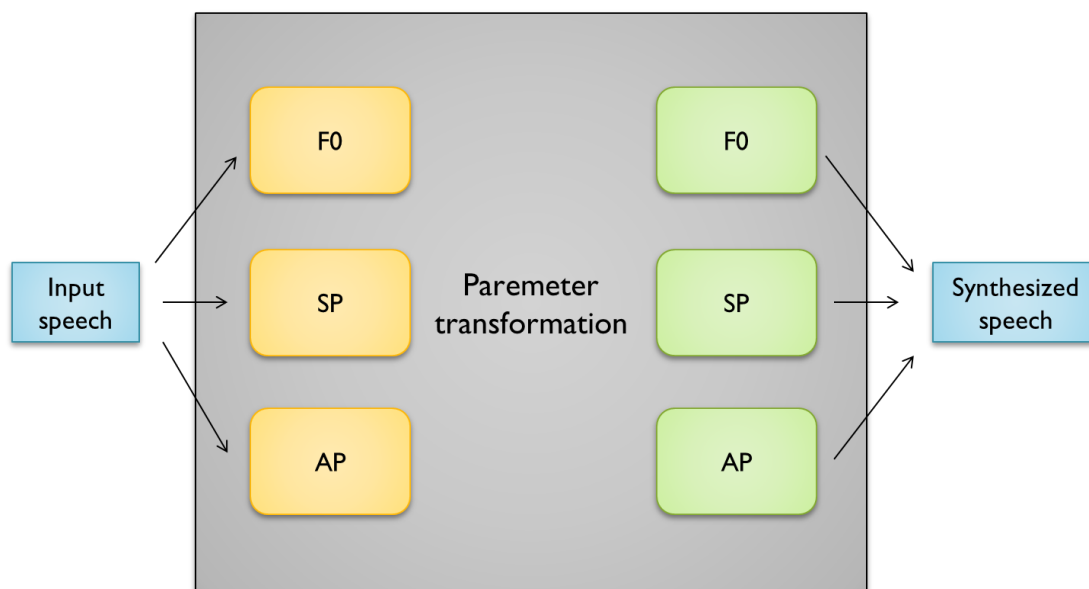 F0
F0
Input
speech
SP
Paremeter
transformation
SP
Synthesized
speech
AP
AP